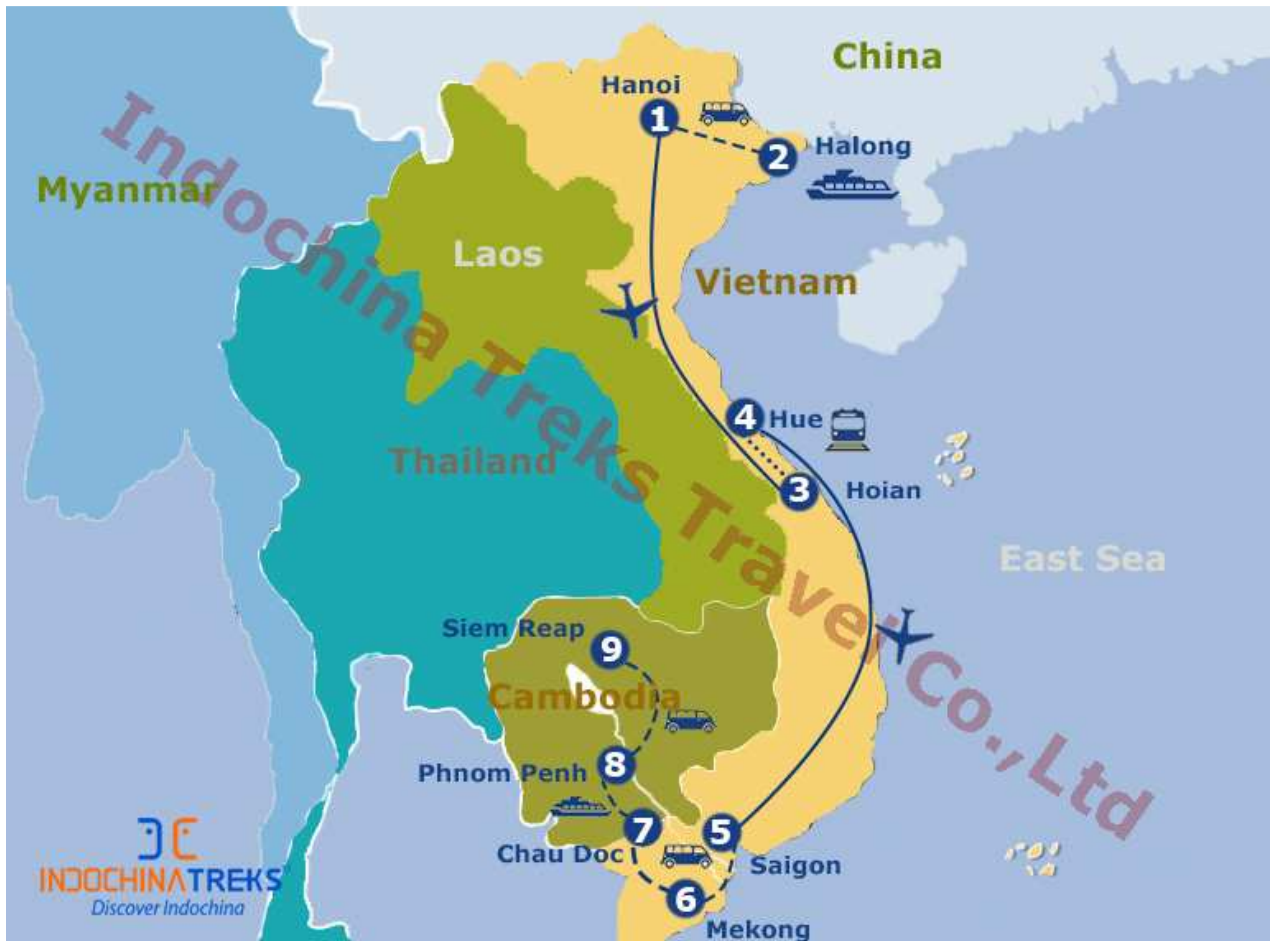 China
Hanoi
1
2
Halong
Myanmar
Laos
Vietnam
4
Hue
3
Hoian
Thailand
East Sea
Siem Reap
9
Cambodia
Phnom Penh
8
7
5
Chau Doc
Saigon
6
Mekong
Indochina Treks Travel Co.,Ltd
INDOCHINATREKS
Discover Indochina